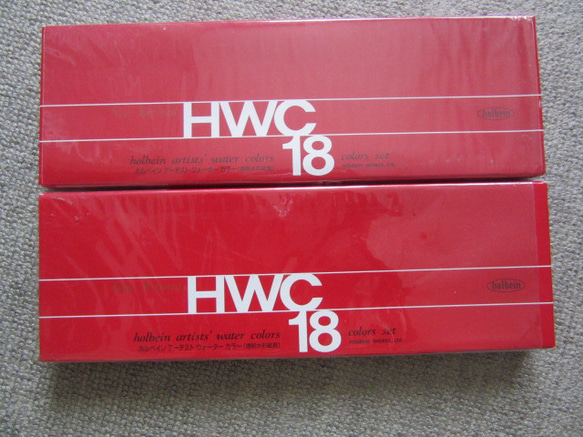 HWC
holbein
holbein artists' water colors
18
colors set
ホルベイン アーチスト ウォーター カラー
HWC
holbein
holbein artists' water colors
18
colors set
ホルベイン アーチスト ウォーター カラー